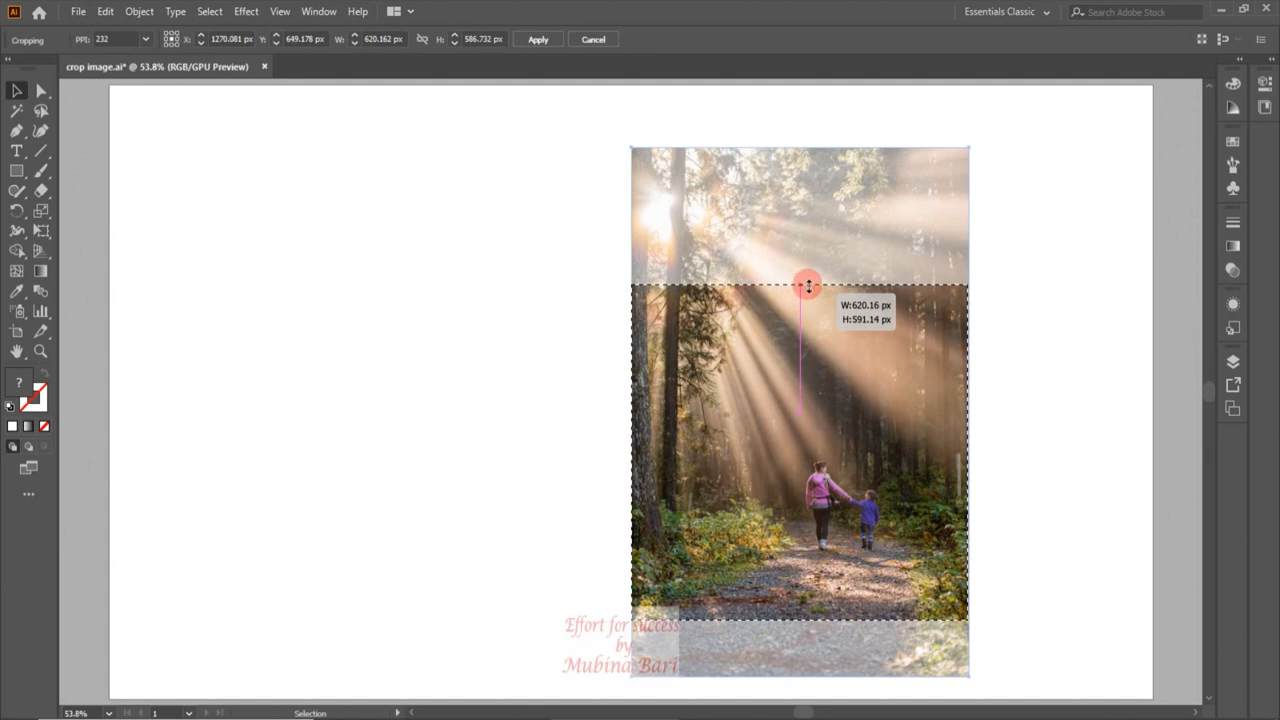 Ai File Edit Object Type Select Effect View Window Help Essentials Classic Search Adobe Stock
Cropping PPI: 232 X: 1270.081 px Y: 649.178 px W: 620.162 px H: 586.732 px Apply Cancel
crop image.ai* @ 53.8% (RGB/GPU Preview) ×
W:620.16 px
H:591.14 px
?
Effort for success
by
Mubina Bari
53.8% 1 Selection